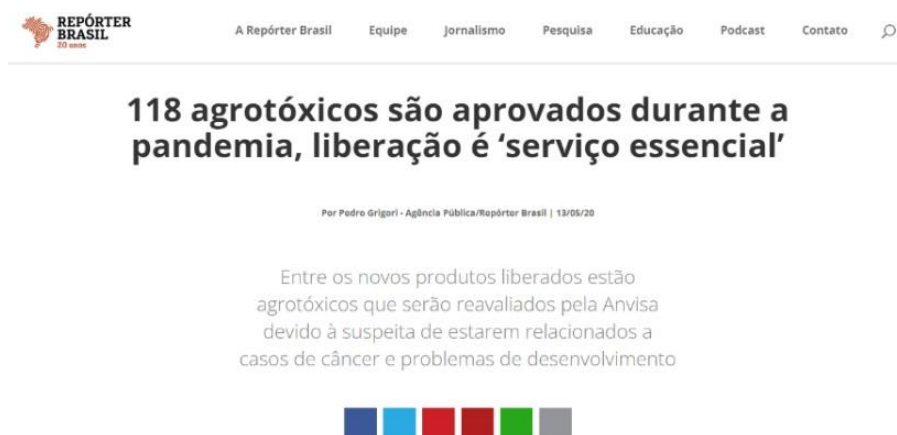 REPÓRTER
BRASIL
20 anos
A Repórter Brasil Equipe Jornalismo Pesquisa Educação Podcast Contato
118 agrotóxicos são aprovados durante a
pandemia, liberação é ‘serviço essencial’
Por Pedro Grigori - Agência Pública/Repórter Brasil | 13/05/20
Entre os novos produtos liberados estão
agrotóxicos que serão reavaliados pela Anvisa
devido à suspeita de estarem relacionados a
casos de câncer e problemas de desenvolvimento